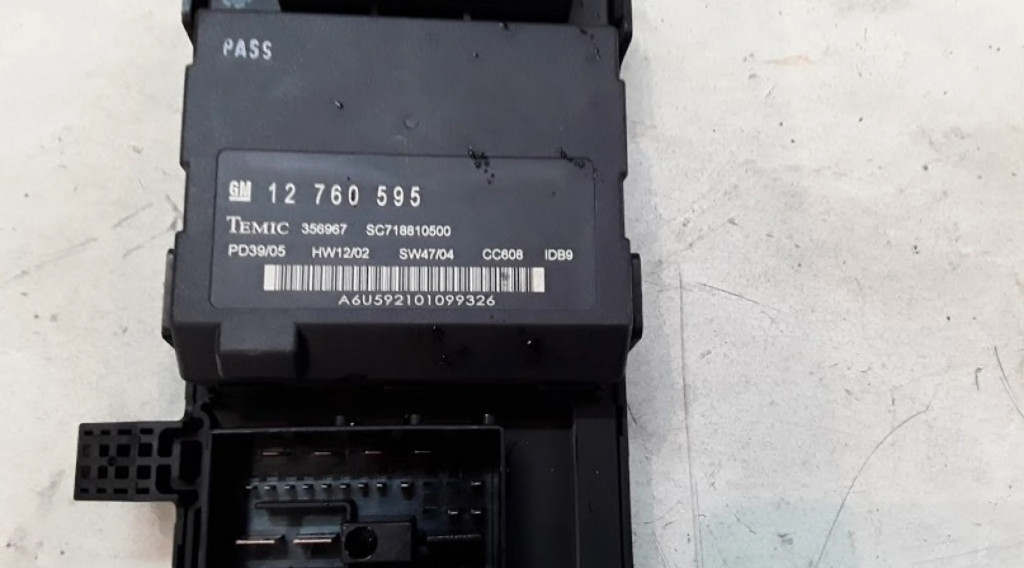 PASS
GM 12 760 595
TEMIC 356967 SC718810500
PD39/05 HW12/02 SW47/04 CC608 IDB9
A6U592101099326